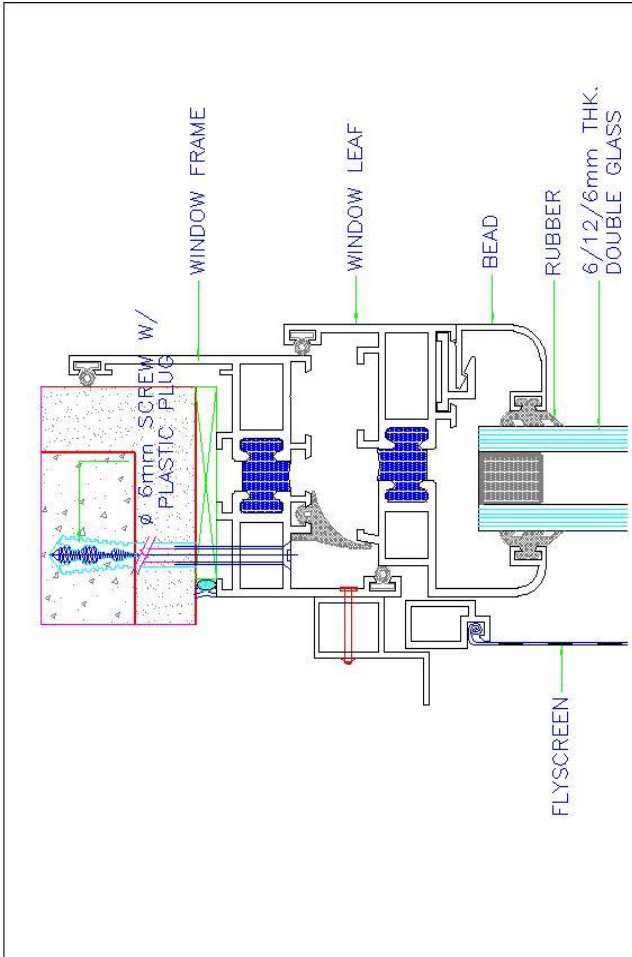 ø 6mm SCREW W/
PLASTIC PLUG
WINDOW FRAME
WINDOW LEAF
BEAD
RUBBER
6/12/6mm THK.
DOUBLE GLASS
FLYSCREEN